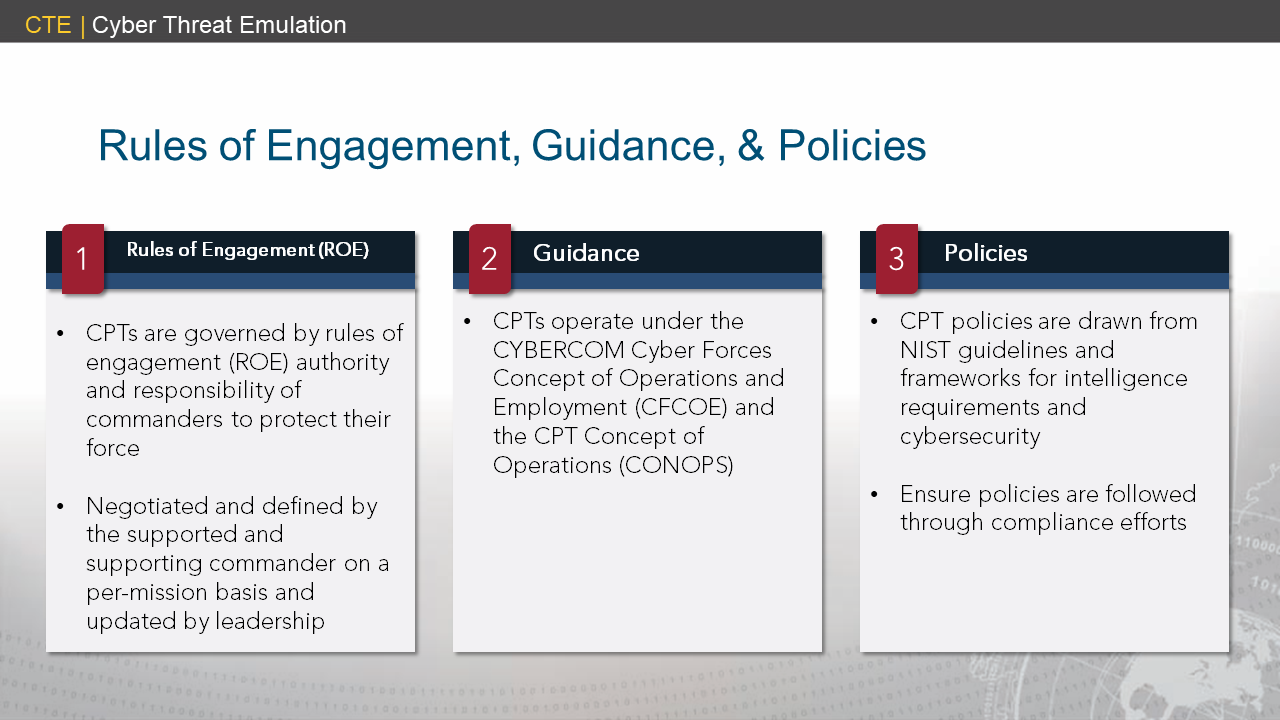 CTE | Cyber Threat Emulation
Rules of Engagement, Guidance, & Policies
1
Rules of Engagement (ROE)
• CPTs are governed by rules of
engagement (ROE) authority
and responsibility of
commanders to protect their
force
• Negotiated and defined by
the supported and
supporting commander on a
per-mission basis and
updated by leadership
2
Guidance
• CPTs operate under the
CYBERCOM Cyber Forces
Concept of Operations and
Employment (CFCOE) and
the CPT Concept of
Operations (CONOPS)
3
Policies
• CPT policies are drawn from
NIST guidelines and
frameworks for intelligence
requirements and
cybersecurity
• Ensure policies are followed
through compliance efforts